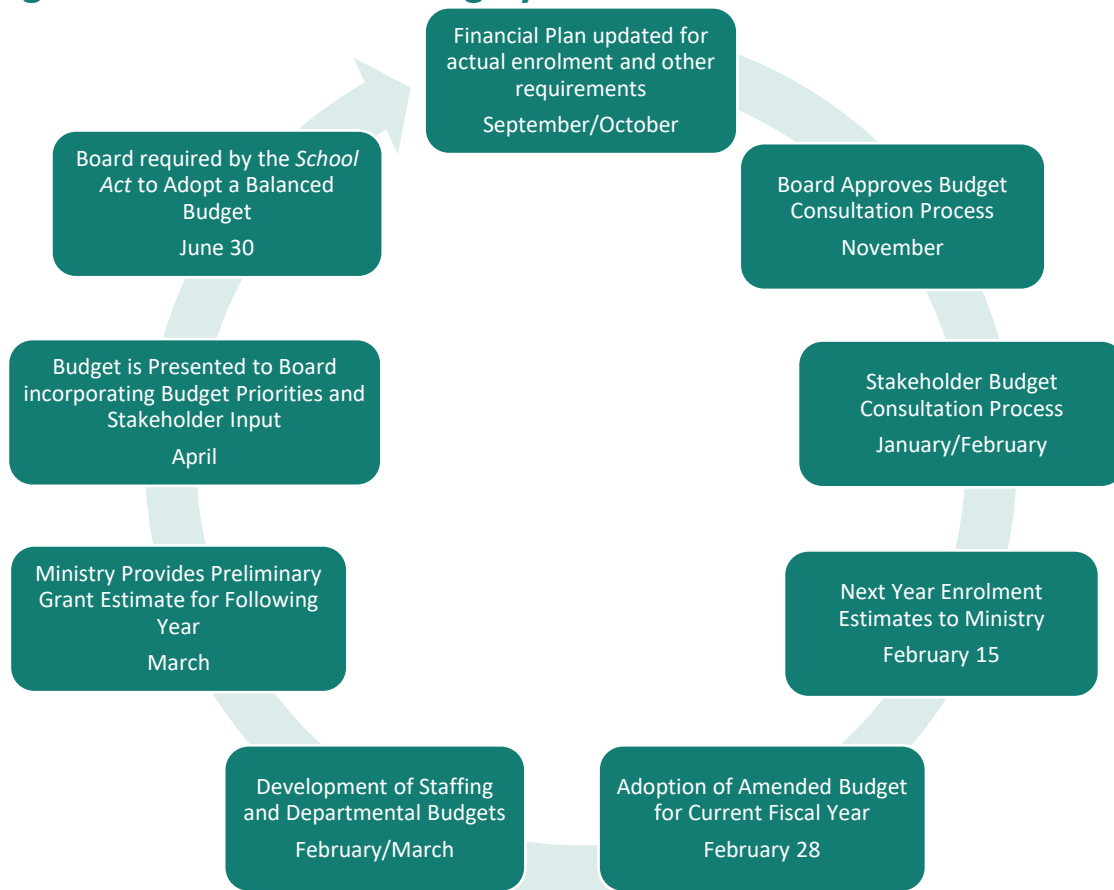 Financial Plan updated for
actual enrolment and other
requirements
September/October
Board Approves Budget
Consultation Process
November
Stakeholder Budget
Consultation Process
January/February
Next Year Enrolment
Estimates to Ministry
February 15
Adoption of Amended Budget
for Current Fiscal Year
February 28
Development of Staffing
and Departmental Budgets
February/March
Ministry Provides Preliminary
Grant Estimate for Following
Year
March
Budget is Presented to Board
incorporating Budget Priorities and
Stakeholder Input
April
Board required by the School
Act to Adopt a Balanced
Budget
June 30